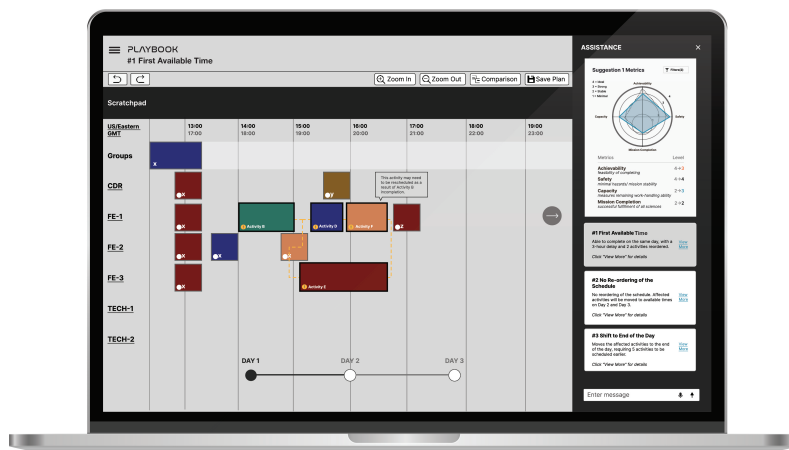 PLAYBOOK
#1 First Available Time
Zoom In
Zoom Out
Comparison
Save Plan
Scratchpad
US/Eastern 13:00 14:00 15:00 16:00 17:00 18:00 19:00
GMT 17:00 18:00 19:00 20:00 21:00 22:00 23:00
Groups
x
CDR
x
y
This activity may need
to be rescheduled as a
result of Activity B
incompletion.
FE-1
x
Activity B
Activity D
Activity F
z
FE-2
x
x
FE-3
x
Activity E
TECH-1
TECH-2
DAY 1
DAY 2
DAY 3
ASSISTANCE
Suggestion 1 Metrics
4 = Ideal
3 = Strong
2 = Stable
Achievability
Capacity
Safety
Mission Completion
Metrics Level
Achievability
feasibility of completing
Safety
minimal hazards/ mission stability
Capacity
measures remaining work-handling ability
Mission Completion
successful fulfillment of all sciences
#1 First Available Time
Able to complete on the same day, with a
3-hour delay and 2 activities reordered.
View
More
Click "View More" for details
#2 No Re-ordering of the
Schedule
No reordering of the schedule. Affected
activities will be moved to available times
on Day 2 and Day 3.
View
More
Click "View More" for details
#3 Shift to End of the Day
Moves the affected activities to the end
of the day, requiring 5 activities to be
scheduled earlier.
View
More
Click "View More" for details
Enter message